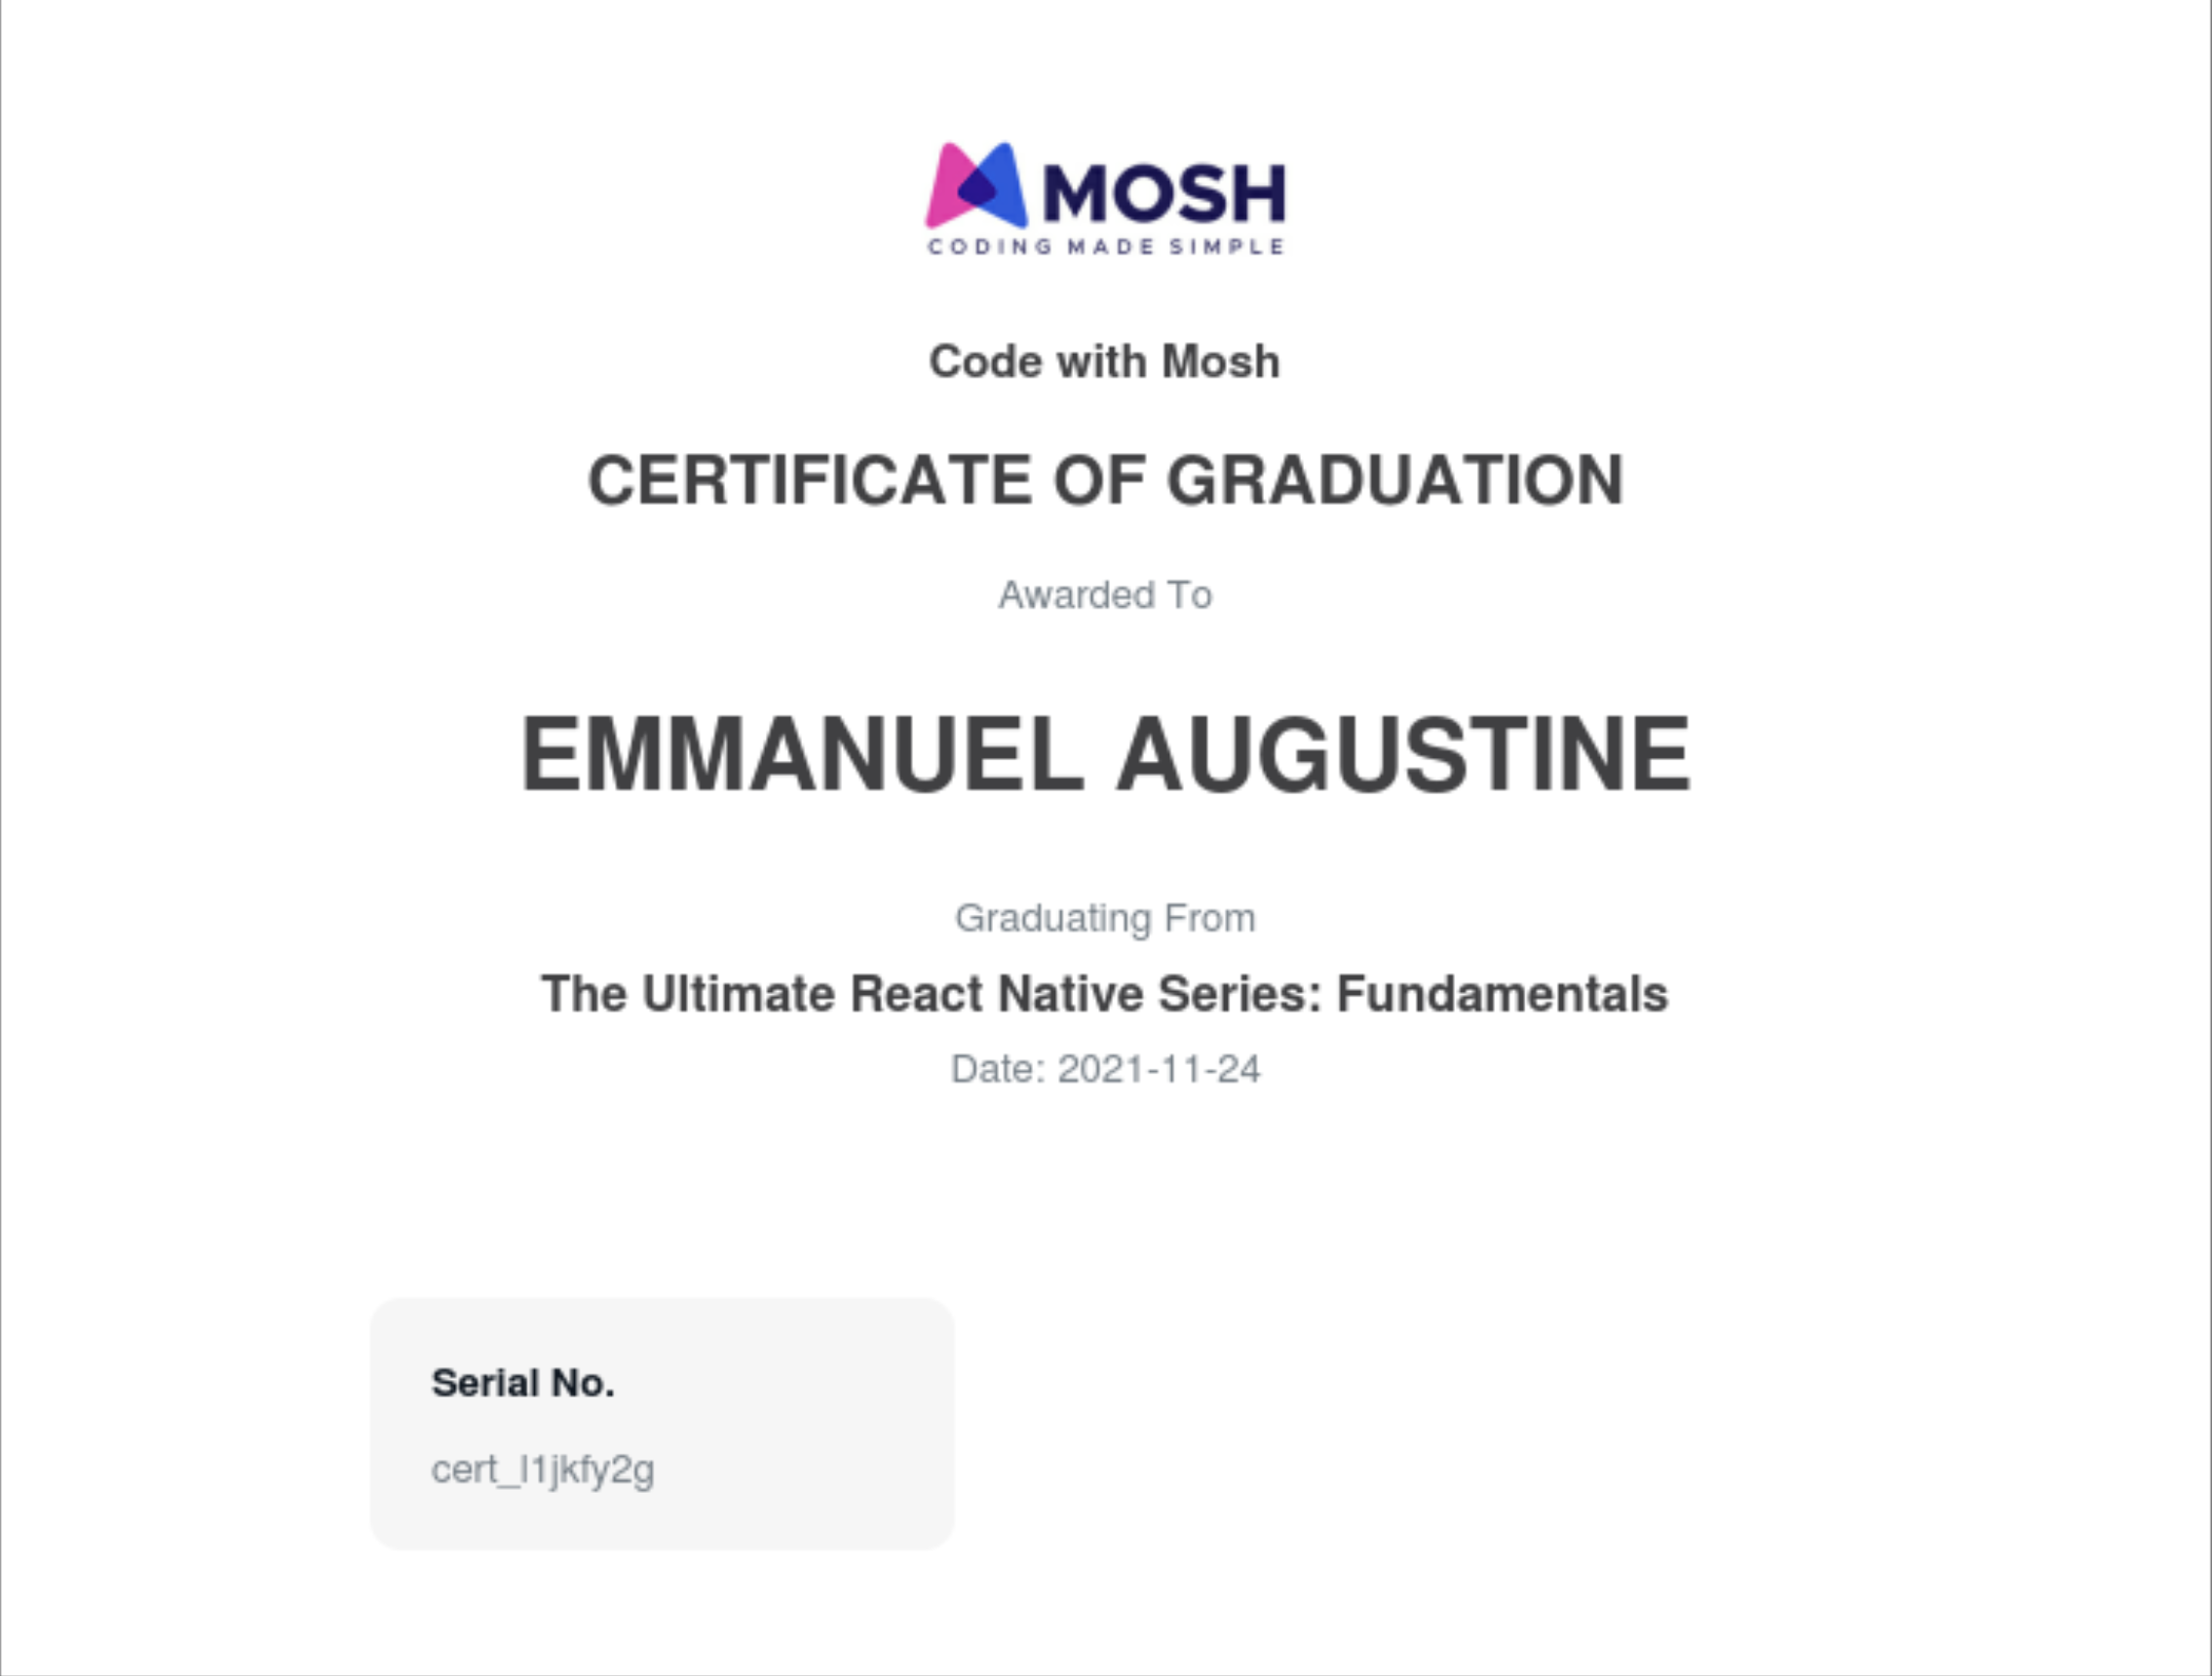 MOSH
CODING MADE SIMPLE
Code with Mosh
CERTIFICATE OF GRADUATION
Awarded To
EMMANUEL AUGUSTINE
Graduating From
The Ultimate React Native Series: Fundamentals
Date: 2021-11-24
Serial No.
cert_l1jkfy2g